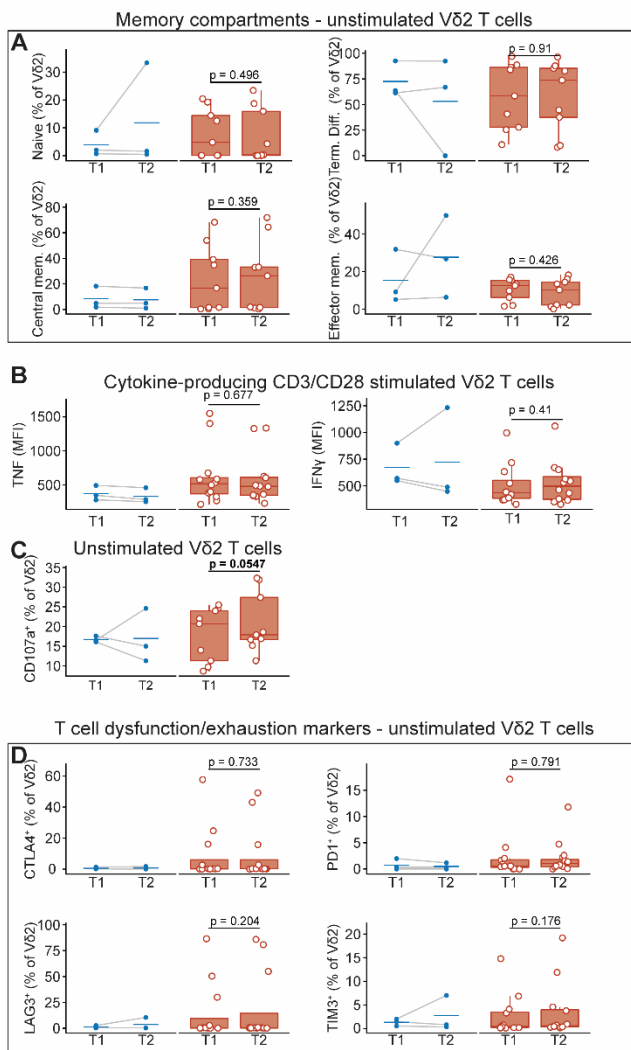 Memory compartments - unstimulated Vδ2 T cells
A
Naive (% of Vδ2)
30
20
10
0
p = 0.496
T1 T2 T1 T2
Term. Diff. (% of Vδ2)
100
75
50
25
0
p = 0.91
T1 T2 T1 T2
Central mem. (% of Vδ2)
80
60
40
20
0
p = 0.359
T1 T2 T1 T2
Effector mem. (% of Vδ2)
40
20
0
p = 0.426
T1 T2 T1 T2
B
Cytokine-producing CD3/CD28 stimulated Vδ2 T cells
TNF (MFI)
1500
1000
500
p = 0.677
T1 T2 T1 T2
IFNγ (MFI)
1250
1000
750
500
p = 0.41
T1 T2 T1 T2
C
Unstimulated Vδ2 T cells
CD107a⁺ (% of Vδ2)
35
30
25
20
15
10
p = 0.0547
T1 T2 T1 T2
T cell dysfunction/exhaustion markers - unstimulated Vδ2 T cells
D
CTLA4⁺ (% of Vδ2)
60
40
20
0
p = 0.733
T1 T2 T1 T2
PD1⁺ (% of Vδ2)
15
10
5
0
p = 0.791
T1 T2 T1 T2
LAG3⁺ (% of Vδ2)
100
75
50
25
0
p = 0.204
T1 T2 T1 T2
TIM3⁺ (% of Vδ2)
20
15
10
5
0
p = 0.176
T1 T2 T1 T2